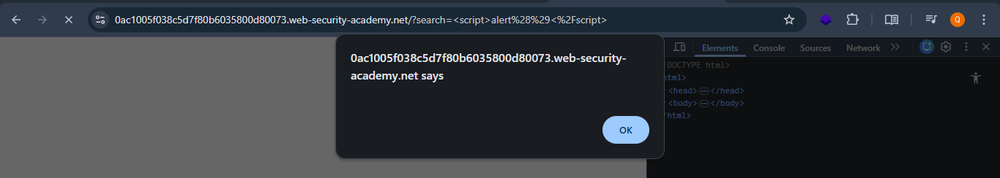 0ac1005f038c5d7f80b6035800d80073.web-security-academy.net/?search=<script>alert%28%29<%2Fscript>
Q
0ac1005f038c5d7f80b6035800d80073.web-security-
academy.net says
OK
Elements Console Sources Network
DOCTYPE html>
html>
<head> </head>
<body> </body>
/html>